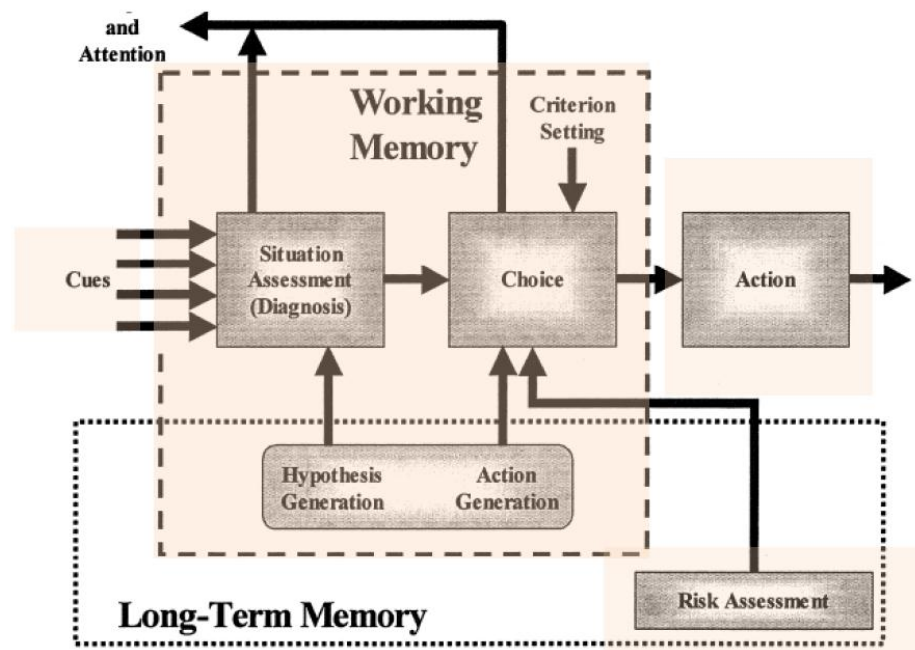 and
Attention
Working
Memory
Criterion
Setting
Cues
Situation
Assessment
(Diagnosis)
Choice
Action
Hypothesis
Generation
Action
Generation
Long-Term Memory
Risk Assessment